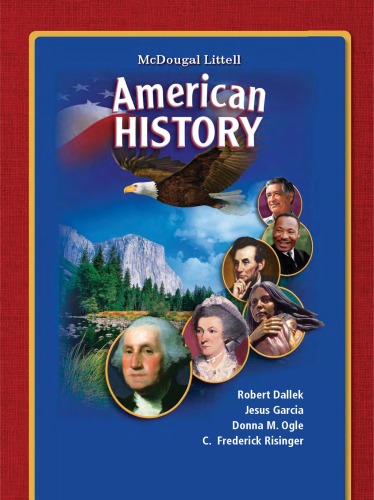 McDougal Littell
American
HISTORY
Robert Dallek
Jesus Garcia
Donna M. Ogle
C. Frederick Risinger